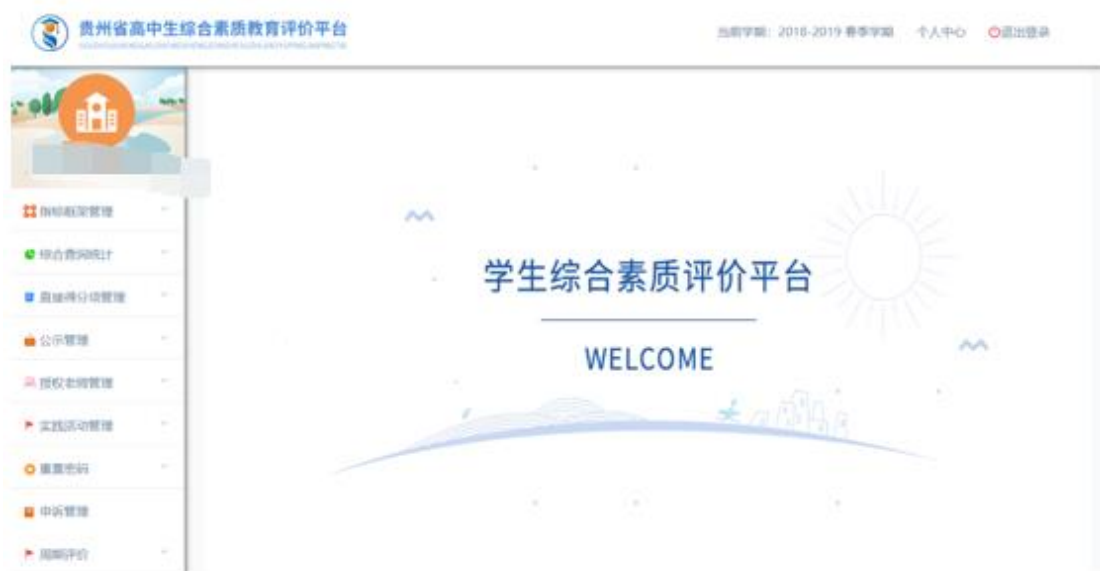 贵州省高中生综合素质教育评价平台
当前学期：2018-2019 春季学期 个人中心 退出登录
指标框架管理
综合查询统计
直接得分项管理
公示管理
授权老师管理
实践活动管理
重置密码
申诉管理
周期评价
学生综合素质评价平台
WELCOME